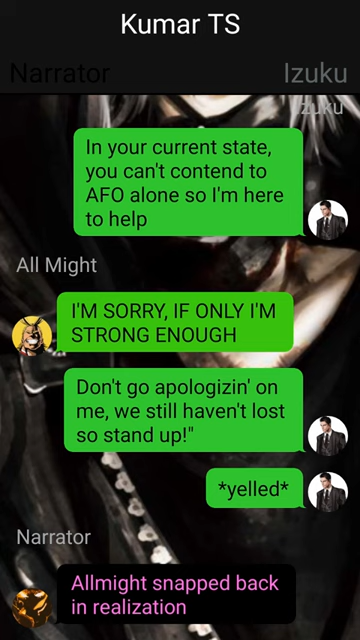 Kumar TS
Narrator
Izuku
Izuku
In your current state,
you can't contend to
AFO alone so I'm here
to help
All Might
I'M SORRY, IF ONLY I'M
STRONG ENOUGH
Don't go apologizin' on
me, we still haven't lost
so stand up!"
*yelled*
Narrator
Allmight snapped back
in realization